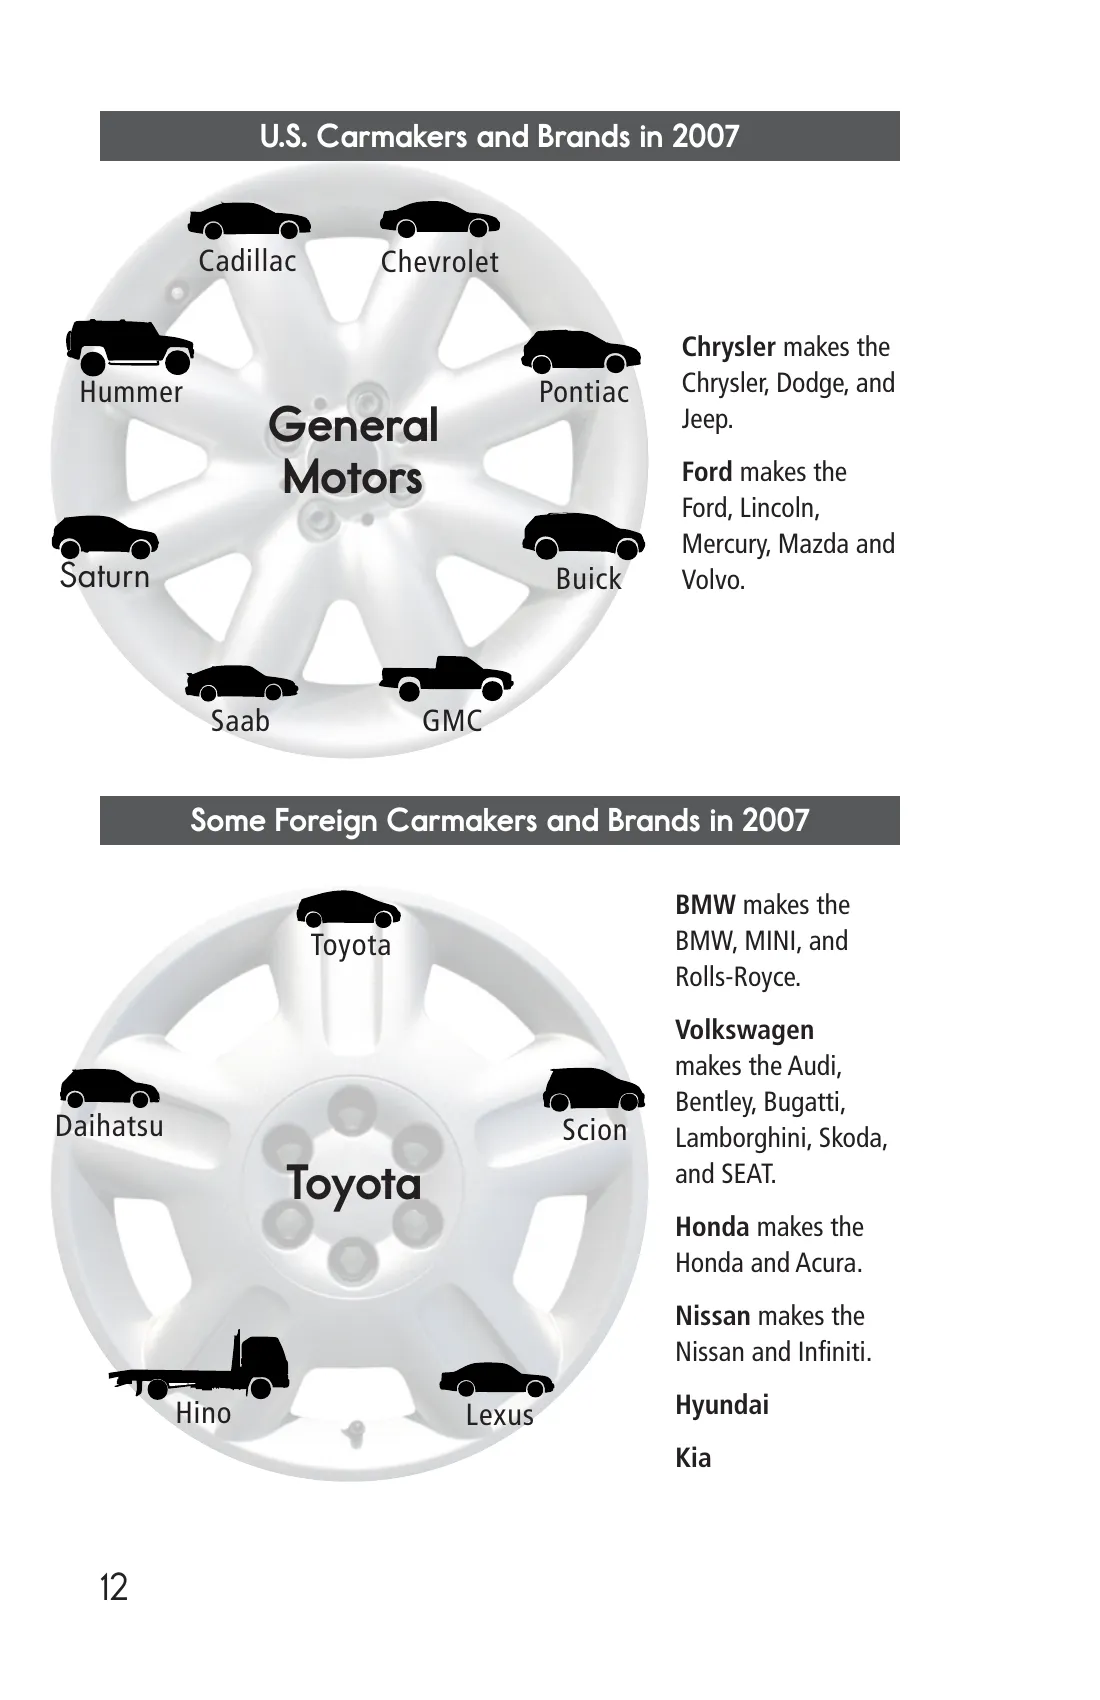 U.S. Carmakers and Brands in 2007
Cadillac
Chevrolet
Hummer
Pontiac
General
Motors
Saturn
Buick
Saab
GMC
Chrysler makes the
Chrysler, Dodge, and
Jeep.
Ford makes the
Ford, Lincoln,
Mercury, Mazda and
Volvo.
Some Foreign Carmakers and Brands in 2007
Toyota
Daihatsu
Scion
Toyota
Hino
Lexus
BMW makes the
BMW, MINI, and
Rolls-Royce.
Volkswagen
makes the Audi,
Bentley, Bugatti,
Lamborghini, Skoda,
and SEAT.
Honda makes the
Honda and Acura.
Nissan makes the
Nissan and Infiniti.
Hyundai
Kia
12